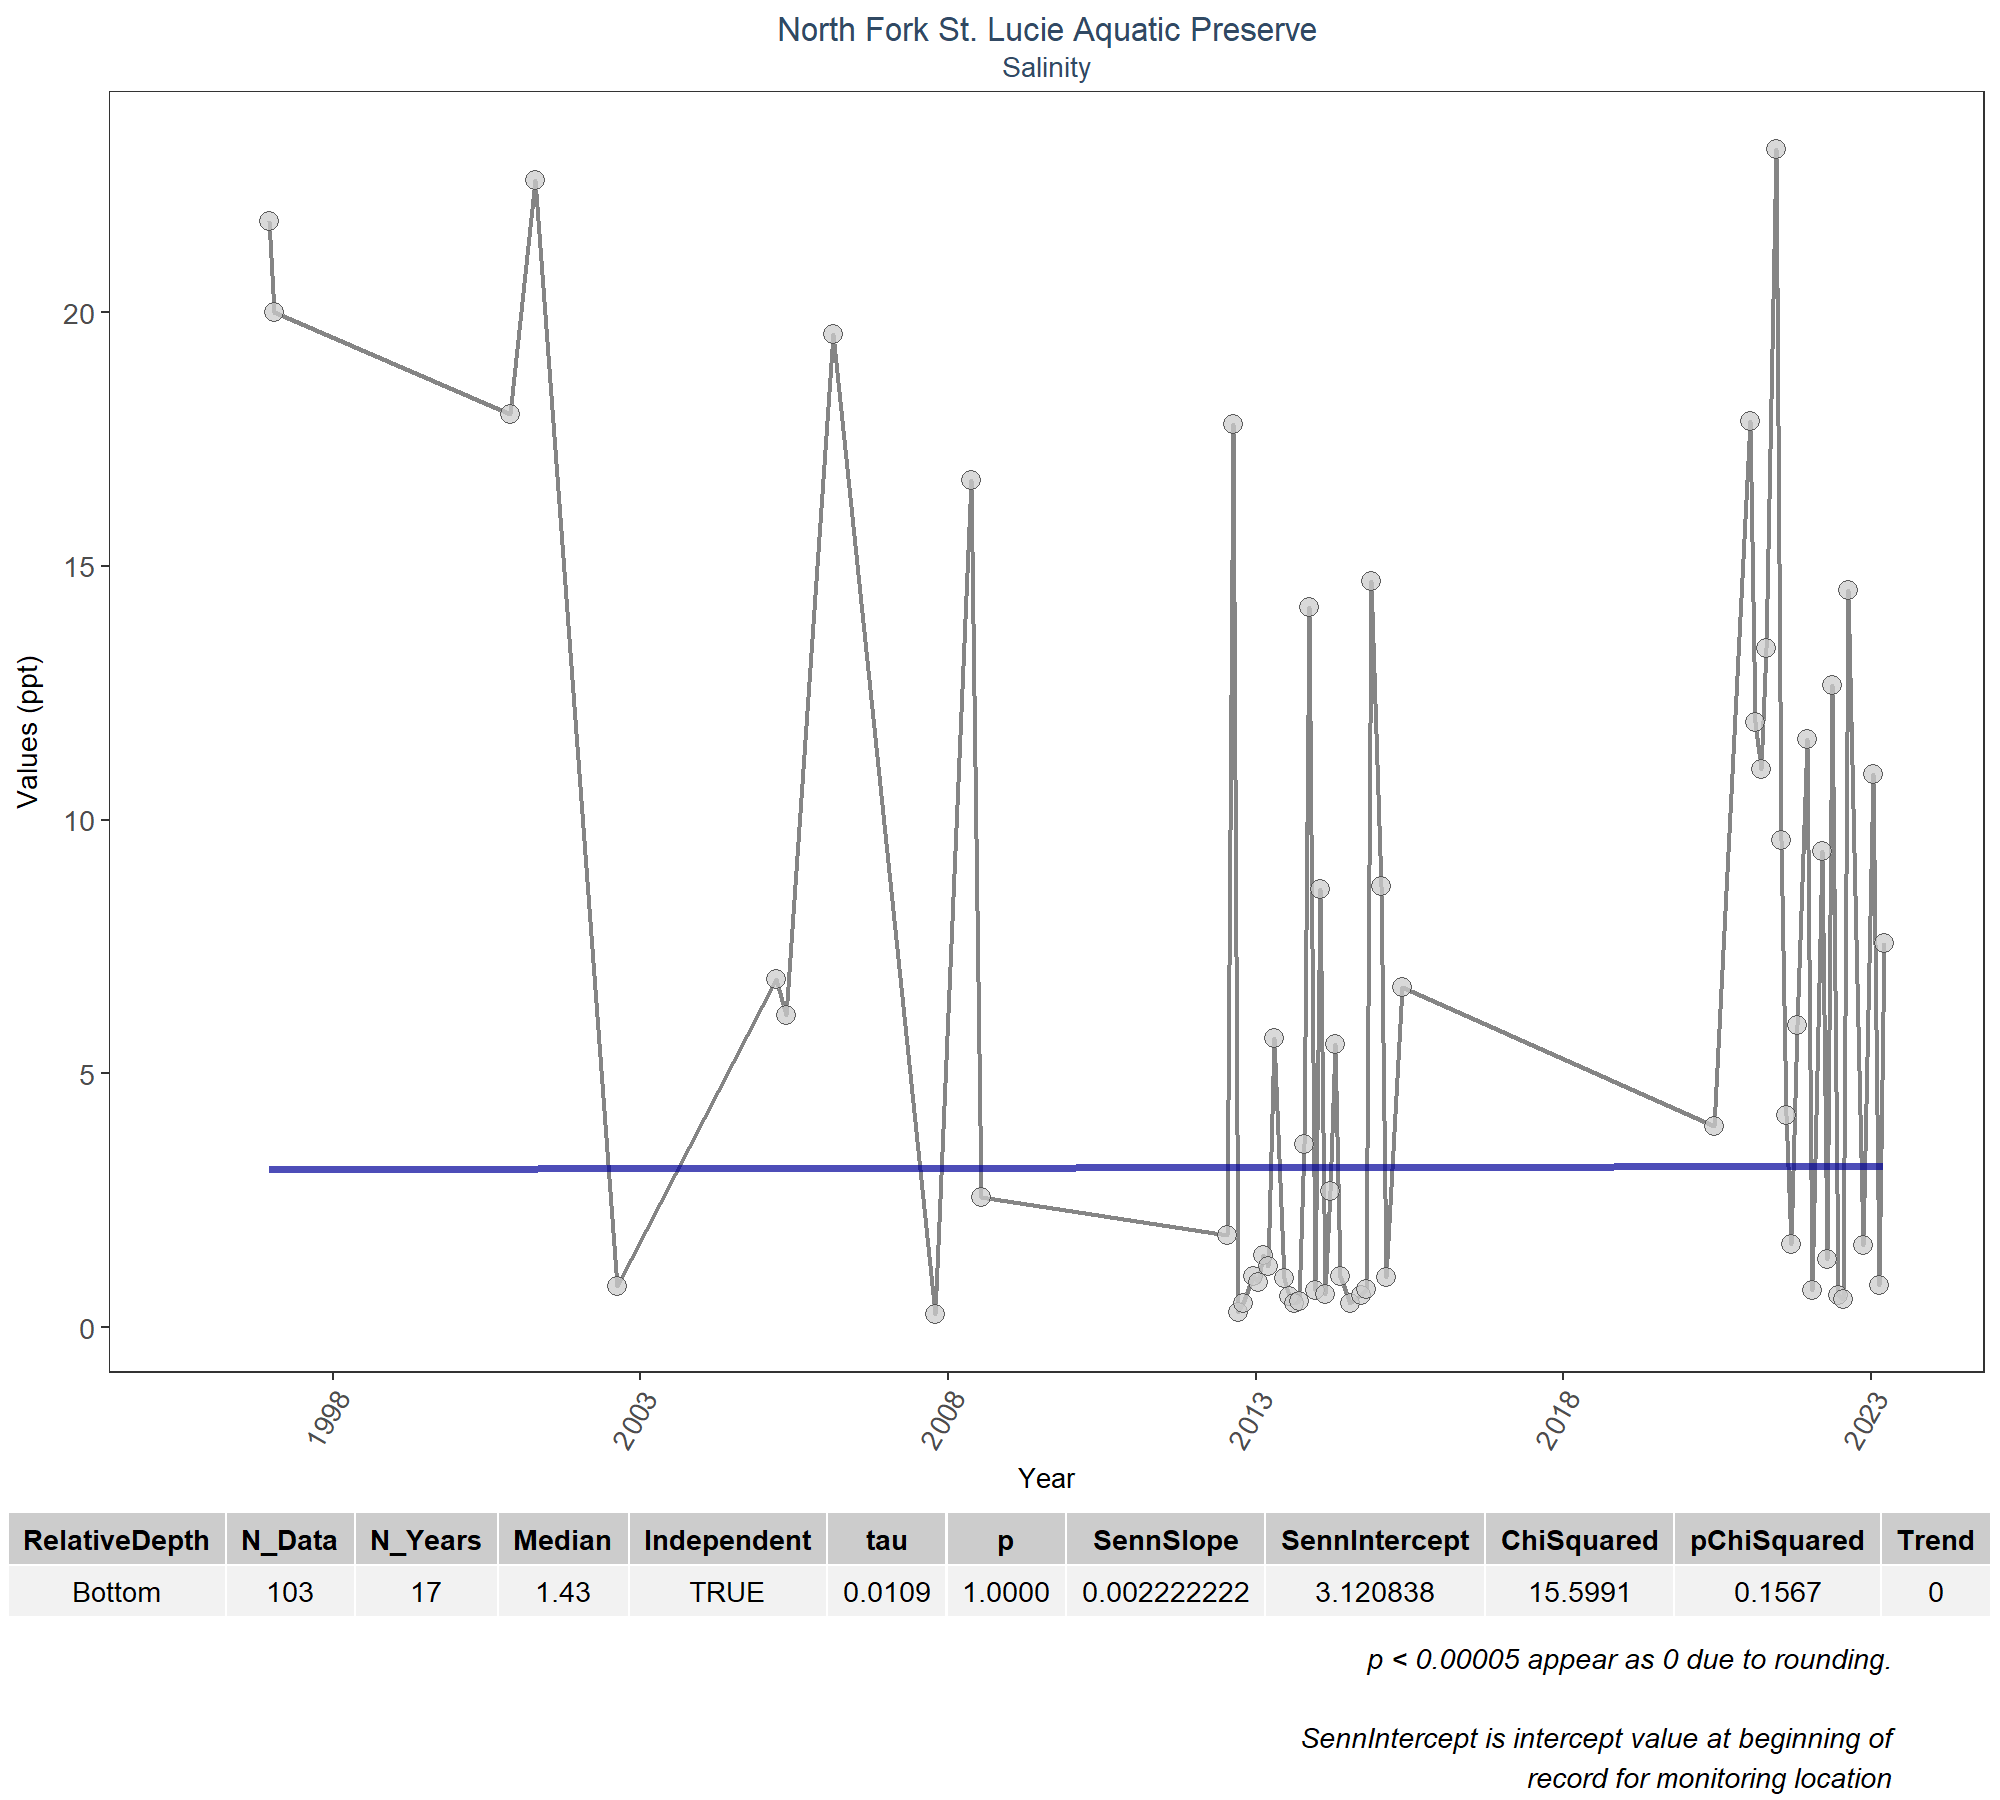 North Fork St. Lucie Aquatic Preserve
Salinity
Values (ppt)
20
15
10
5
0
1998 2003 2008 2013 2018 2023
Year
RelativeDepth N_Data N_Years Median Independent tau p SennSlope SennIntercept ChiSquared pChiSquared Trend
Bottom 103 17 1.43 TRUE 0.0109 1.0000 0.002222222 3.120838 15.5991 0.1567 0
p < 0.00005 appear as 0 due to rounding.
SennIntercept is intercept value at beginning of
record for monitoring location